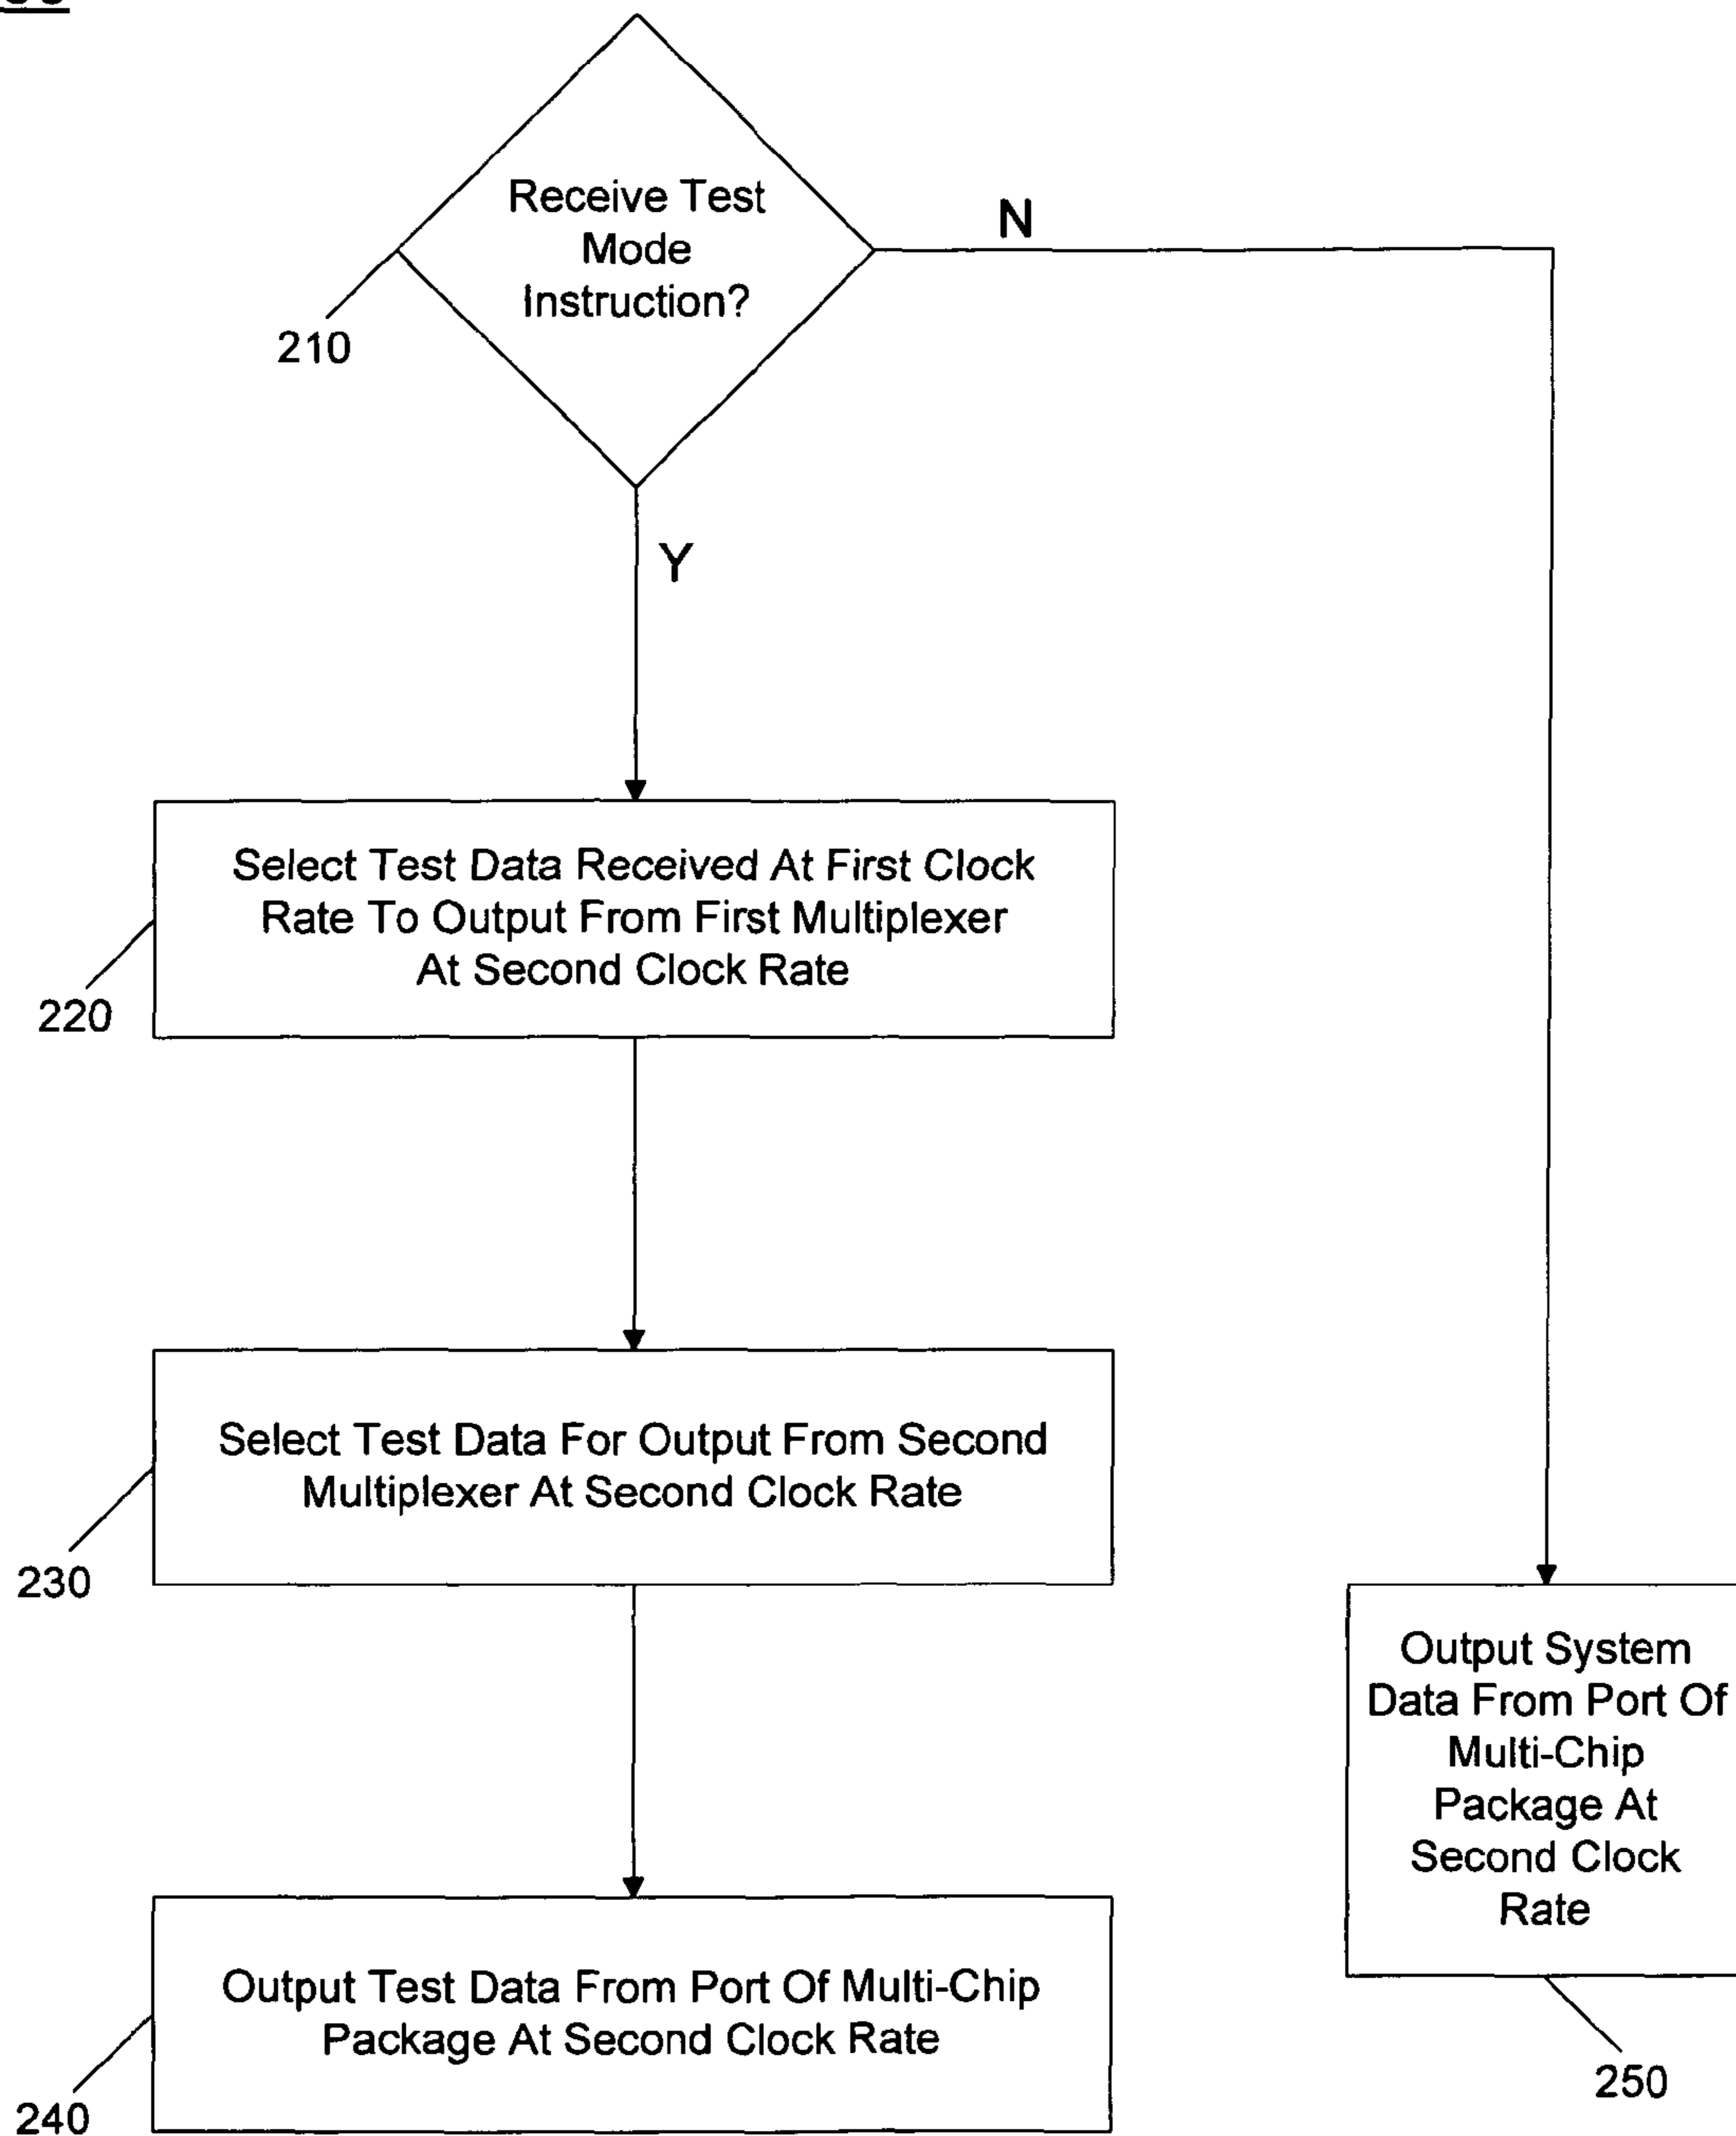 Receive Test
Mode
Instruction?
N
210
Y
Select Test Data Received At First Clock
Rate To Output From First Multiplexer
At Second Clock Rate
220
Select Test Data For Output From Second
Multiplexer At Second Clock Rate
230
Output System
Data From Port Of
Multi-Chip
Package At
Second Clock
Rate
Output Test Data From Port Of Multi-Chip
Package At Second Clock Rate
240
250